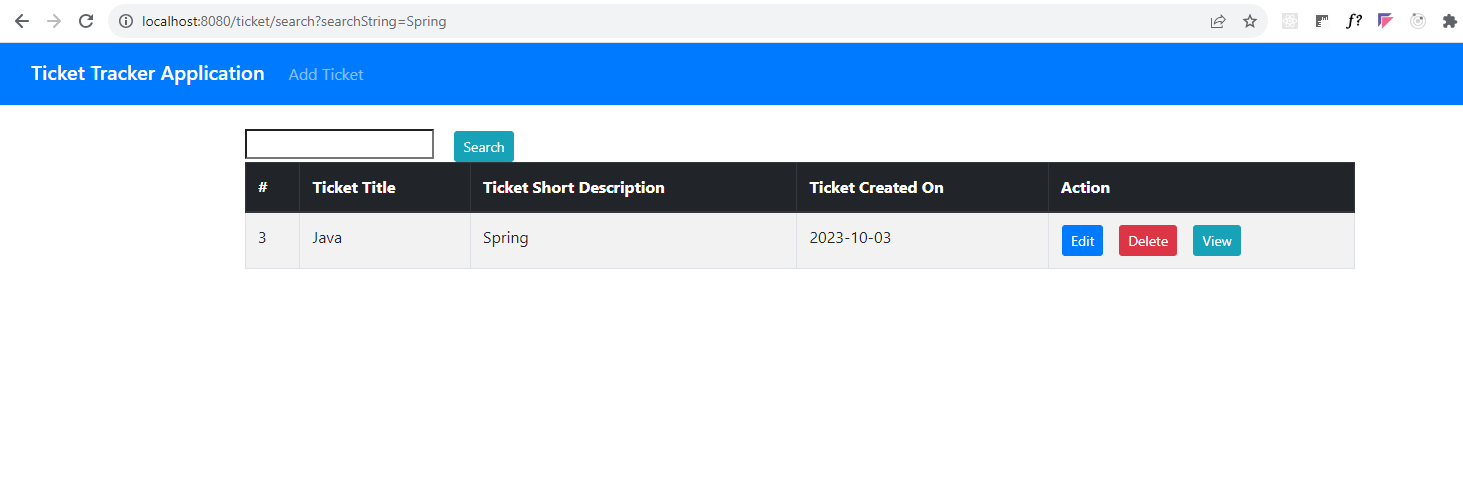 localhost:8080/ticket/search?searchString=Spring
f?
Ticket Tracker Application Add Ticket
Search
# Ticket Title Ticket Short Description Ticket Created On Action
3 Java Spring 2023-10-03 Edit Delete View